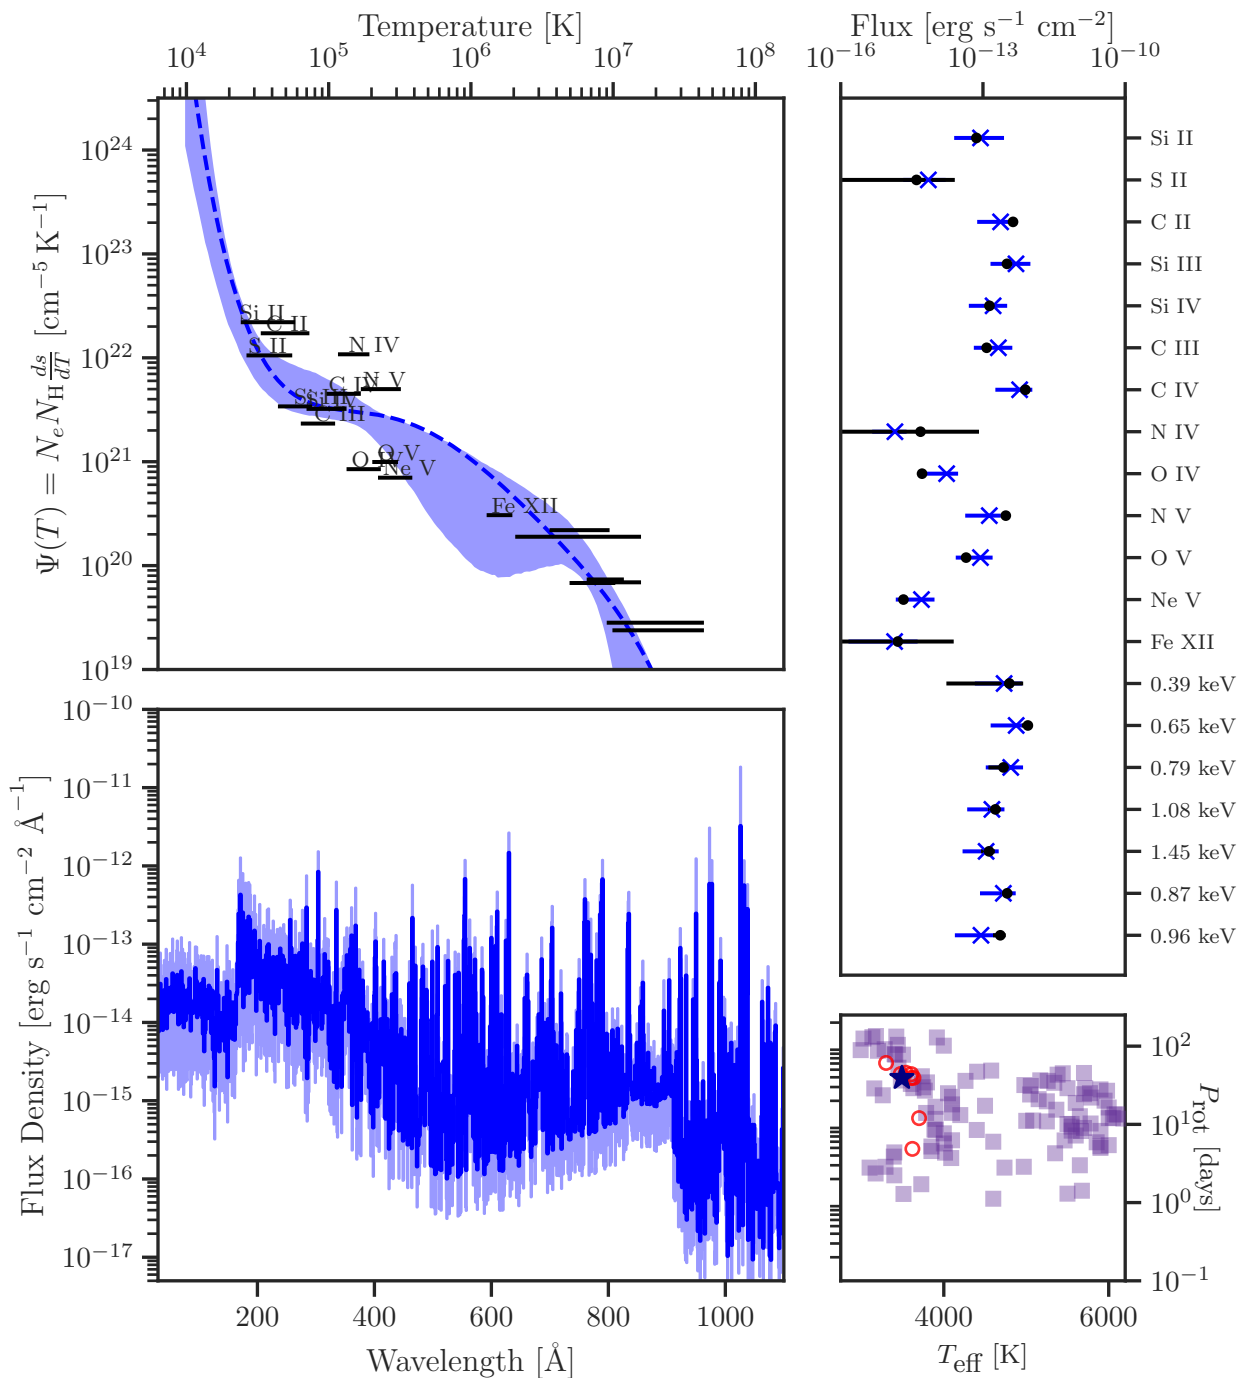 Temperature [K]
10^4 10^5 10^6 10^7 10^8
Ψ(T) = N_e N_H ds/dT [cm^−5 K^−1]
10^24
10^23
10^22
10^21
10^20
10^19
Si II
C II
S II
N IV
N V
C IV
Si III
Si IV
C III
O V
O IV
Ne V
Fe XII
Flux [erg s^−1 cm^−2]
10^−16 10^−13 10^−10
Si II
S II
C II
Si III
Si IV
C III
C IV
N IV
O IV
N V
O V
Ne V
Fe XII
0.39 keV
0.65 keV
0.79 keV
1.08 keV
1.45 keV
0.87 keV
0.96 keV
Flux Density [erg s^−1 cm^−2 Å^−1]
10^−10
10^−11
10^−12
10^−13
10^−14
10^−15
10^−16
10^−17
200 400 600 800 1000
Wavelength [Å]
10^2
10^1
10^0
10^−1
P_rot [days]
4000 6000
T_eff [K]